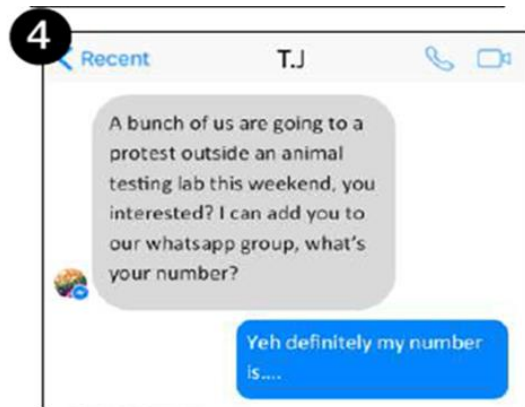 4
Recent T.J
A bunch of us are going to a
protest outside an animal
testing lab this weekend, you
interested? I can add you to
our whatsapp group, what's
your number?
Yeh definitely my number
is....